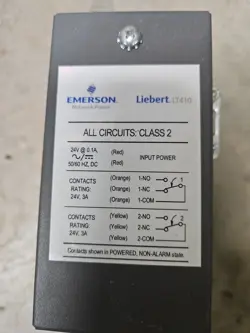 EMERSON Liebert. LT410
Network Power
ALL CIRCUITS: CLASS 2
24V @ 0.1A, (Red) INPUT POWER
50/60 HZ, DC (Red)
CONTACTS (Orange) 1-NO
RATING: (Orange) 1-NC
24V, 3A (Orange) 1-COM
1
CONTACTS (Yellow) 2-NO
RATING: (Yellow) 2-NC
24V, 3A (Yellow) 2-COM
2
Contacts shown in POWERED, NON-ALARM state.